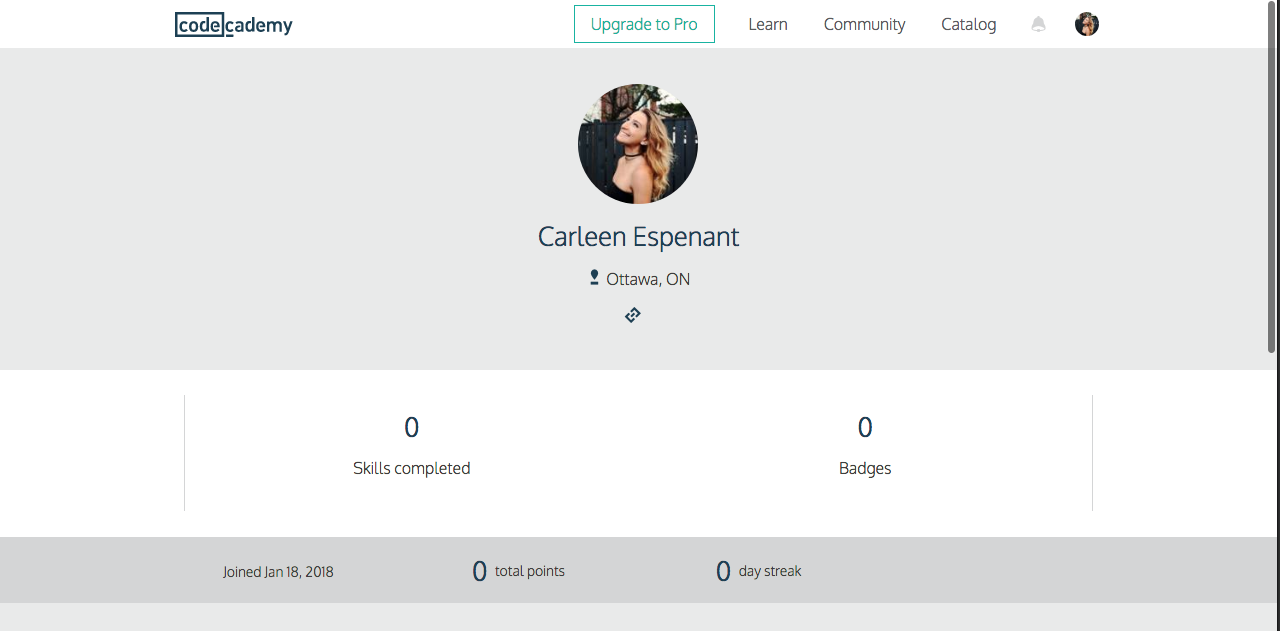 codecademy
Upgrade to Pro
Learn
Community
Catalog
Carleen Espenant
Ottawa, ON
0
Skills completed
0
Badges
Joined Jan 18, 2018
0 total points
0 day streak